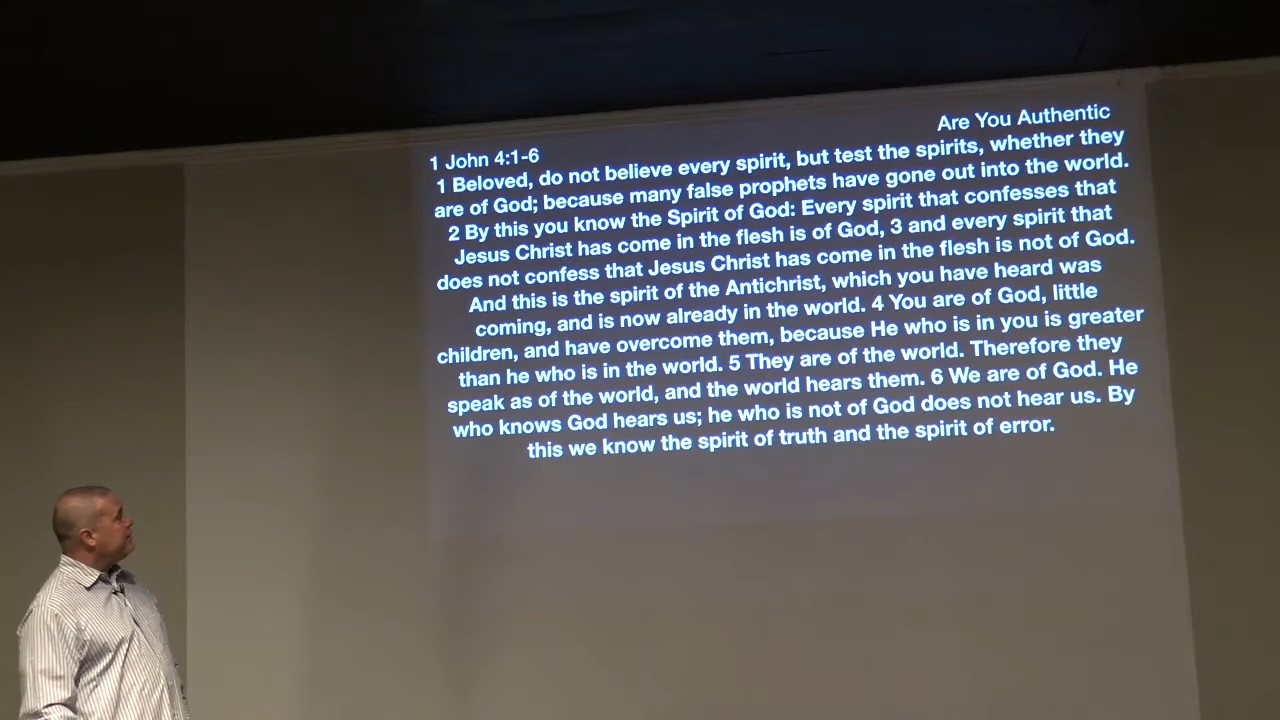 Are You Authentic
1 John 4:1-6
1 Beloved, do not believe every spirit, but test the spirits, whether they
are of God; because many false prophets have gone out into the world.
2 By this you know the Spirit of God: Every spirit that confesses that
Jesus Christ has come in the flesh is of God, 3 and every spirit that
does not confess that Jesus Christ has come in the flesh is not of God.
And this is the spirit of the Antichrist, which you have heard was
coming, and is now already in the world. 4 You are of God, little
children, and have overcome them, because He who is in you is greater
than he who is in the world. 5 They are of the world. Therefore they
speak as of the world, and the world hears them. 6 We are of God. He
who knows God hears us; he who is not of God does not hear us. By
this we know the spirit of truth and the spirit of error.